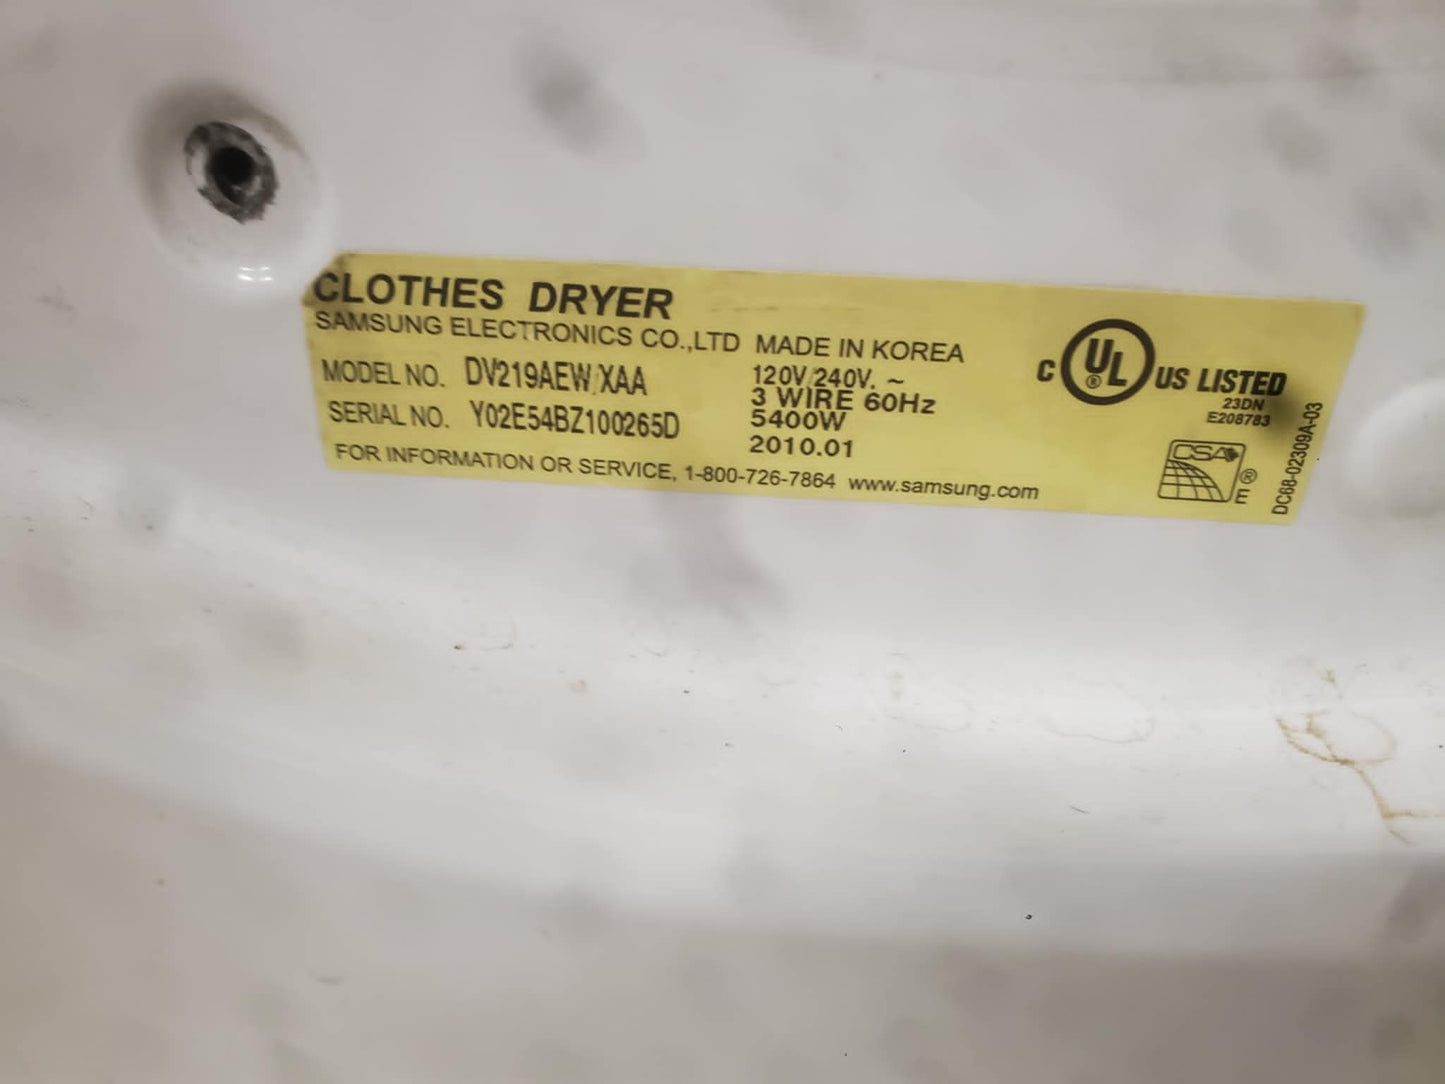 CLOTHES DRYER
SAMSUNG ELECTRONICS CO.,LTD MADE IN KOREA
MODEL NO. DV219AEW/XAA
SERIAL NO. Y02E54BZ100265D
120V/240V. ~
3 WIRE 60Hz
5400W
2010.01
FOR INFORMATION OR SERVICE, 1-800-726-7864 www.samsung.com
C UL ® US LISTED
23DN
E208783
CSA ®
E
DC68-02309A-03